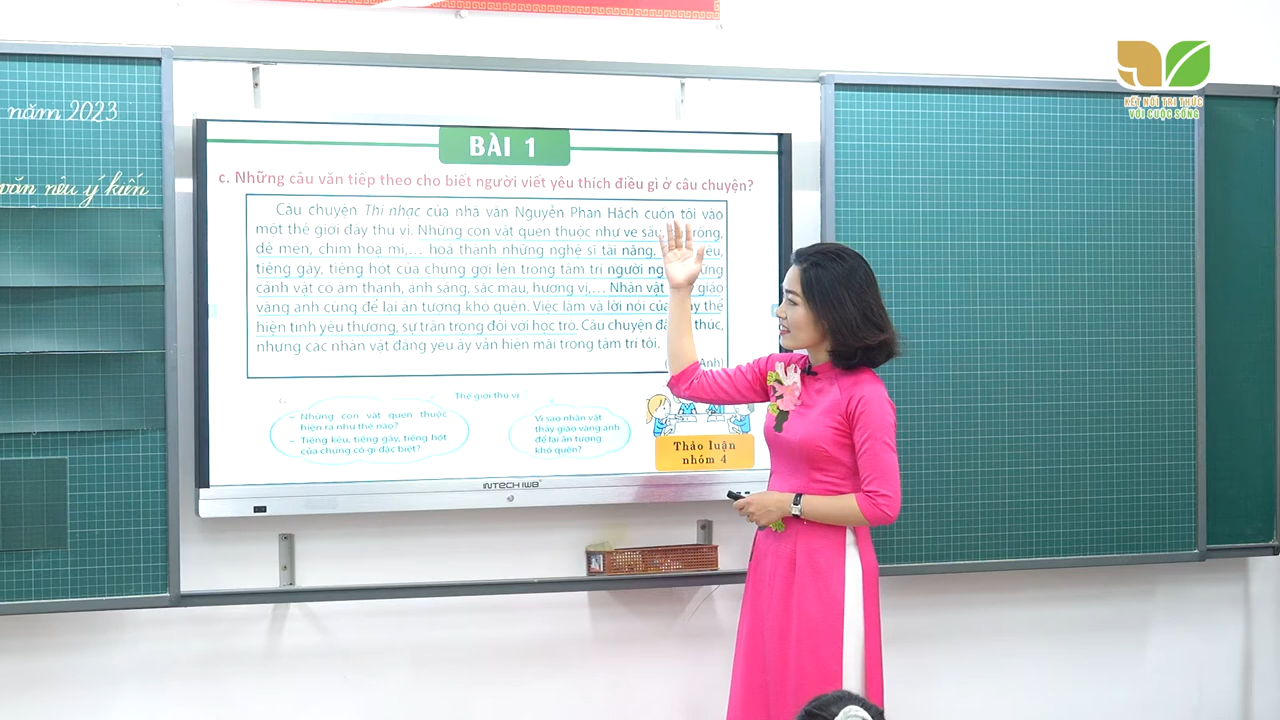 năm 2023
văn nêu ý kiến
KẾT NỐI TRI THỨC
VỚI CUỘC SỐNG
BÀI 1
c. Những câu văn tiếp theo cho biết người viết yêu thích điều gì ở câu chuyện?
Câu chuyện Thi nhạc của nhà văn Nguyễn Phan Hách cuốn tôi vào
một thế giới đầy thú vị. Những con vật quen thuộc như ve sầu, rồng,
dế mèn, chim hoạ mi,... hoá thành những nghệ sĩ tài năng.
tiếng gáy, tiếng hót của chúng gợi lên trong tâm trí người
cảnh vật có âm thanh, ánh sáng, sắc màu, hương vị,... Nhân vật giáo
vàng anh cũng để lại ấn tượng khó quên. Việc làm và lời nói của thể
hiện tình yêu thương, sự trân trọng đối với học trò. Câu chuyện thúc,
nhưng các nhân vật đáng yêu ấy vẫn hiện mãi trong tâm trí tôi.
Anh)
c.
Thế giới thú vị
– Những con vật quen thuộc
hiện ra như thế nào?
– Tiếng kêu, tiếng gáy, tiếng hót
của chúng có gì đặc biệt?
Vì sao nhân vật
thầy giáo vàng anh
để lại ấn tượng
khó quên?
Thảo luận
nhóm 4
INTECH IWB